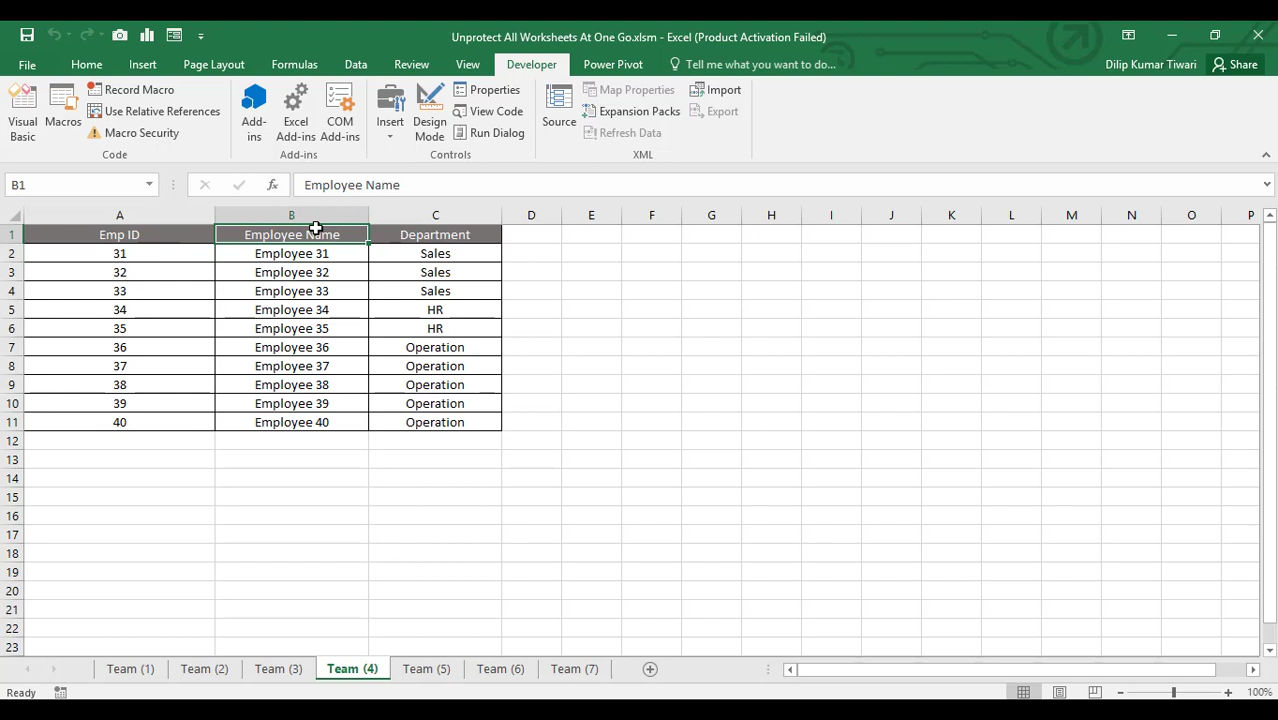 Unprotect All Worksheets At One Go.xlsm - Excel (Product Activation Failed)
File Home Insert Page Layout Formulas Data Review View Developer Power Pivot Tell me what you want to do... Dilip Kumar Tiwari Share
Visual Basic
Macros
Record Macro
Use Relative References
Macro Security
Code
Add-ins
Excel Add-ins
COM Add-ins
Add-ins
Insert
Design Mode
Properties
View Code
Run Dialog
Controls
Source
Map Properties
Expansion Packs
Refresh Data
Import
Export
XML
B1 fx Employee Name
A B C D E F G H I J K L M N O P
1 Emp ID Employee Name Department
2 31 Employee 31 Sales
3 32 Employee 32 Sales
4 33 Employee 33 Sales
5 34 Employee 34 HR
6 35 Employee 35 HR
7 36 Employee 36 Operation
8 37 Employee 37 Operation
9 38 Employee 38 Operation
10 39 Employee 39 Operation
11 40 Employee 40 Operation
12
13
14
15
16
17
18
19
20
21
22
23
Team (1) Team (2) Team (3) Team (4) Team (5) Team (6) Team (7)
Ready 100%